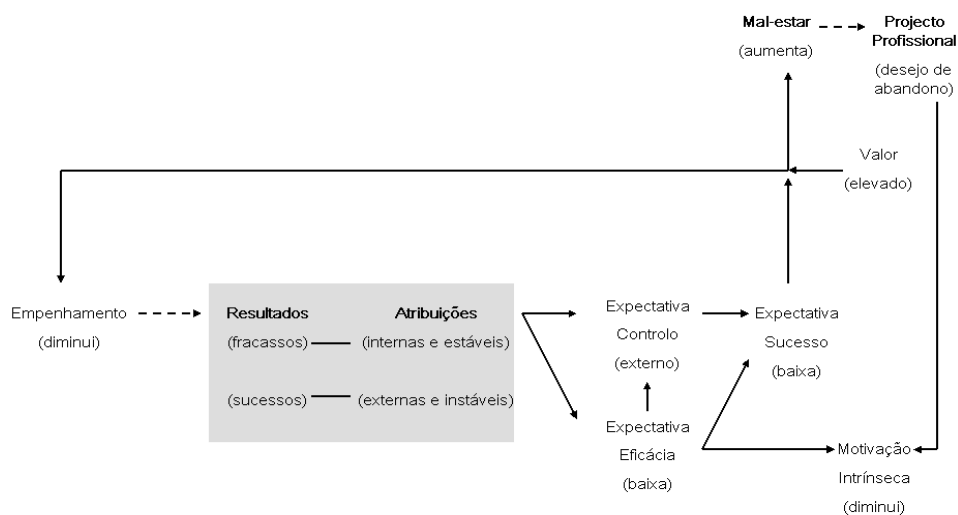 Mal-estar
(aumenta)
Projecto
Profissional
(desejo de
abandono)
Valor
(elevado)
Empenhamento
(diminui)
Resultados
Atribuições
(fracassos)
(internas e estáveis)
(sucessos)
(externas e instáveis)
Expectativa
Controlo
(externo)
Expectativa
Sucesso
(baixa)
Expectativa
Eficácia
(baixa)
Motivação
Intrínseca
(diminui)